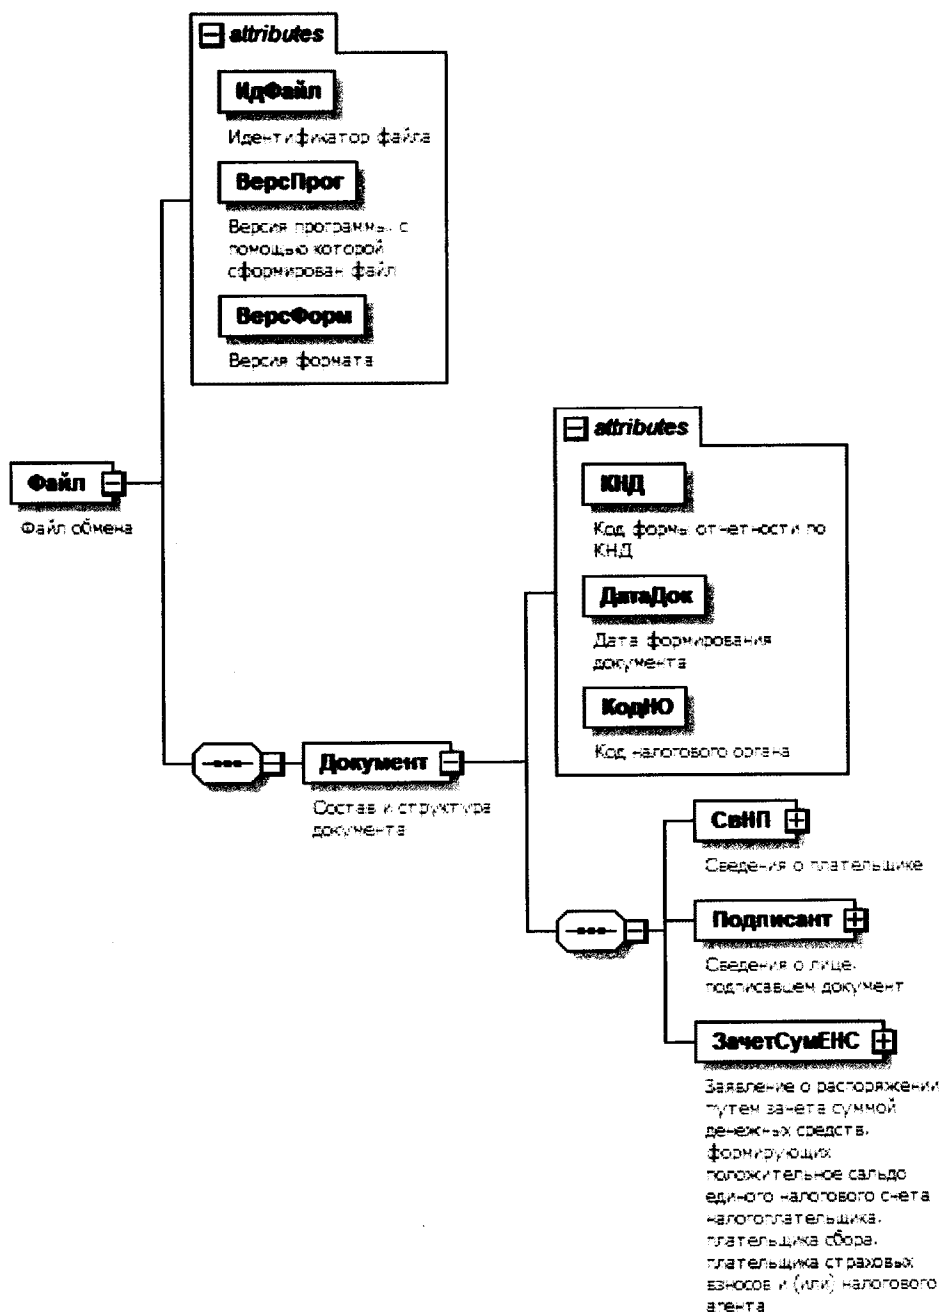 attributes
ИдФайл
Идентификатор файла
ВерсПрог
Версия программы, с
помощью которой
сформирован файл
ВерсФорм
Версия формата
Файл
Файл обмена
attributes
КНД
Код формы отчетности по
КНД
ДатаДок
Дата формирования
документа
КодНО
Код налогового органа
Документ
Состав и структура
документа
СвНП
Сведения о плательщике
Подписант
Сведения о лице,
подписавшем документ
ЗачетСумЕНС
Заявление о распоряжении
путем зачета суммой
денежных средств,
формирующих
положительное сальдо
единого налогового счета
налогоплательщика,
плательщика сбора,
плательщика страховых
взносов и (или) налогового
агента